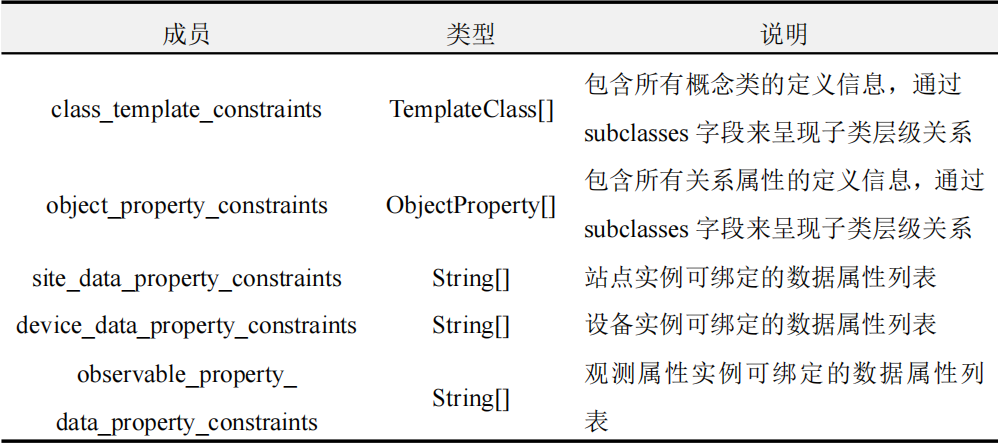 成员 类型 说明
class_template_constraints TemplateClass[] 包含所有概念类的定义信息，通过
subclasses 字段来呈现子类层级关系
object_property_constraints ObjectProperty[] 包含所有关系属性的定义信息，通过
subclasses 字段来呈现子类层级关系
site_data_property_constraints String[] 站点实例可绑定的数据属性列表
device_data_property_constraints String[] 设备实例可绑定的数据属性列表
observable_property_
data_property_constraints String[] 观测属性实例可绑定的数据属性列
表